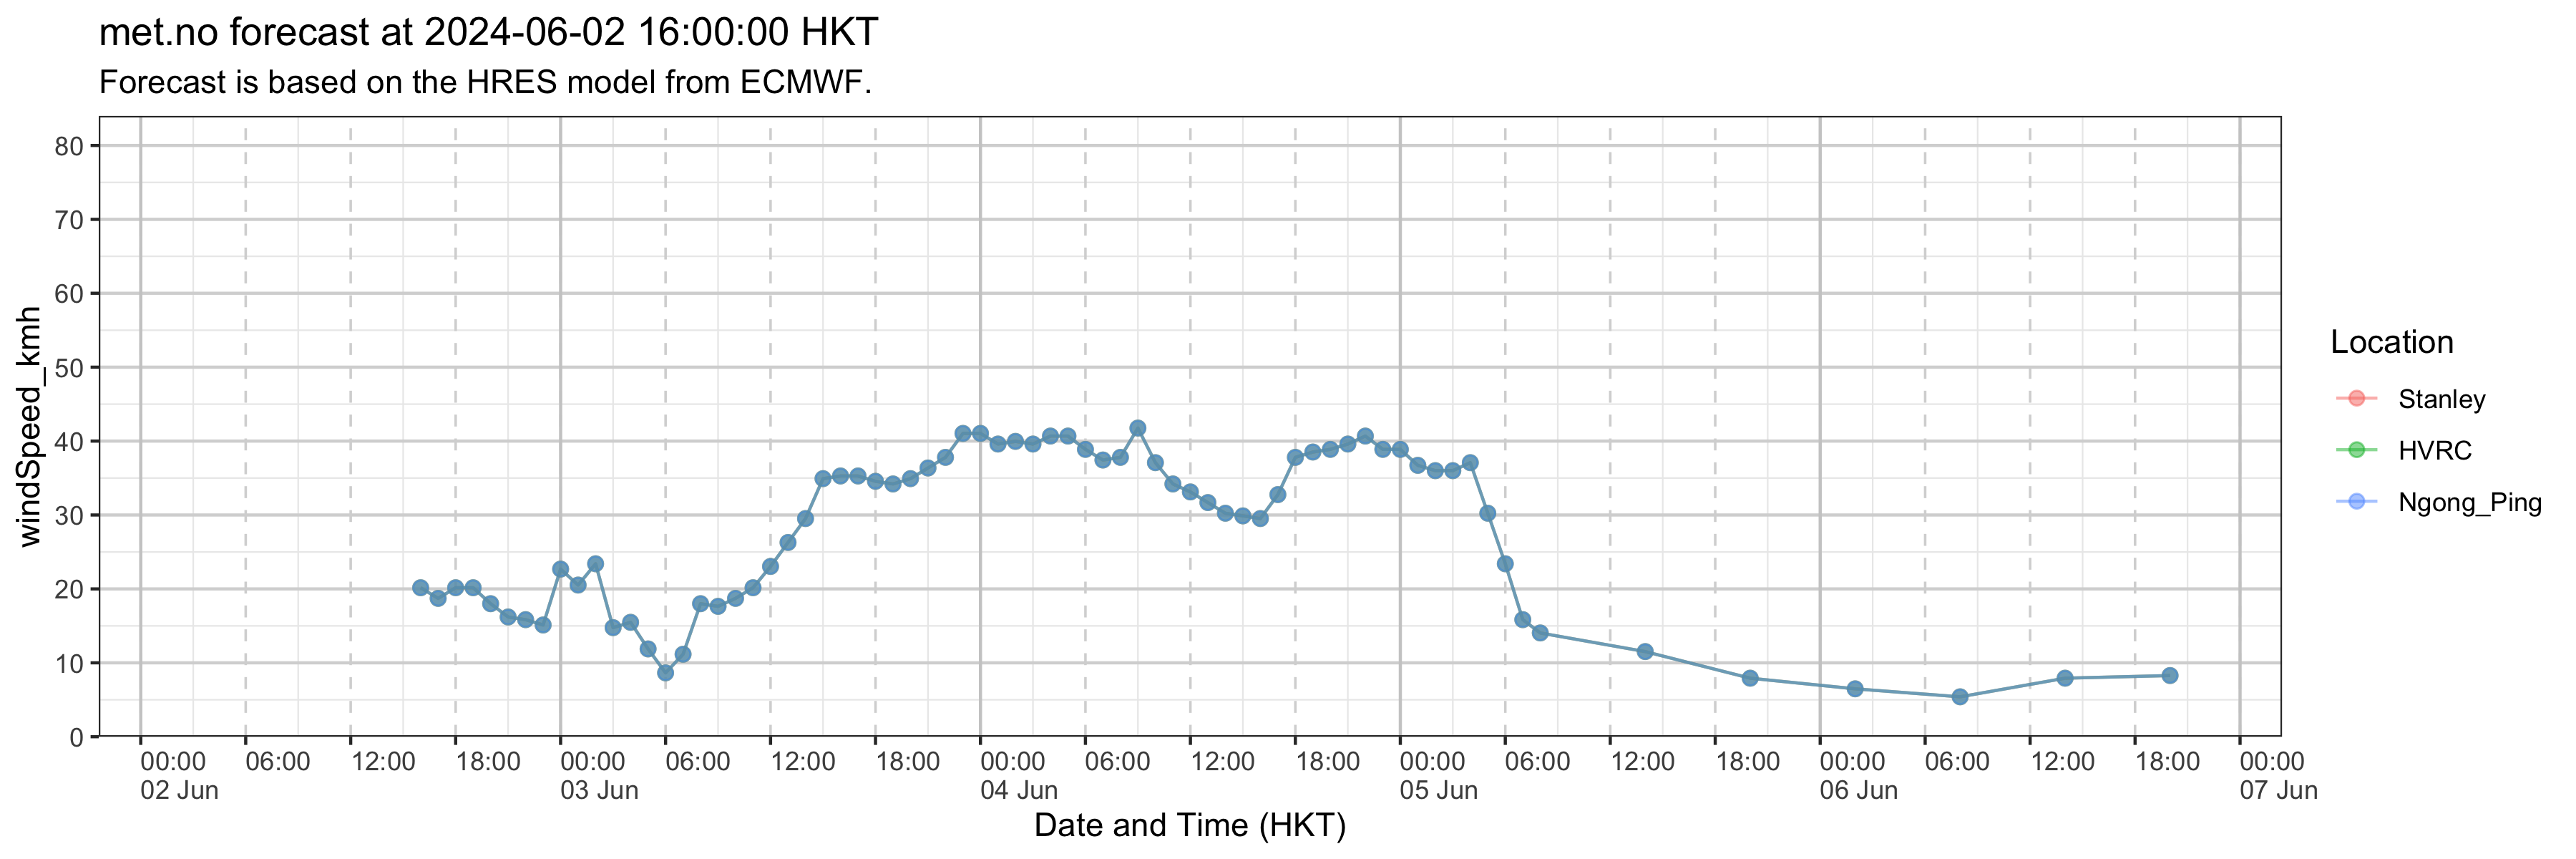 met.no forecast at 2024-06-02 16:00:00 HKT
Forecast is based on the HRES model from ECMWF.
windSpeed_kmh
80
70
60
50
40
30
20
10
0
00:00 06:00 12:00 18:00 00:00 06:00 12:00 18:00 00:00 06:00 12:00 18:00 00:00 06:00 12:00 18:00 00:00 06:00 12:00 18:00 00:00
02 Jun 03 Jun 04 Jun 05 Jun 06 Jun 07 Jun
Date and Time (HKT)
Location
Stanley
HVRC
Ngong_Ping